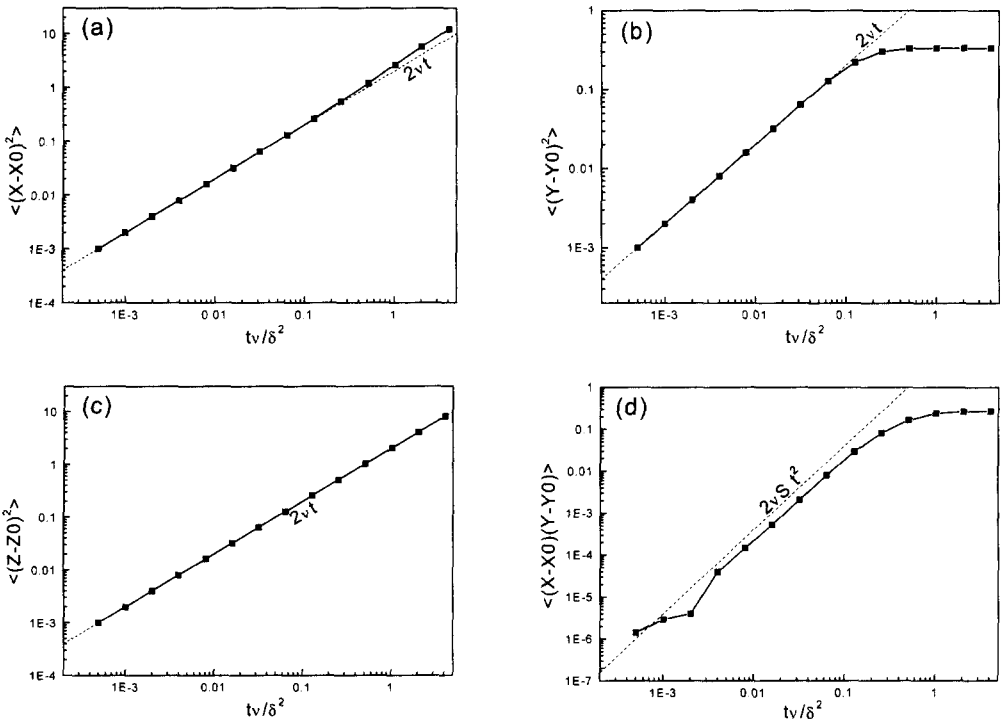 (a)
10
1
0.1
0.01
1E-3
1E-4
<(X-X0)²>
2νt
1E-3
0.01
0.1
1
tν/δ²
(b)
1
0.1
0.01
1E-3
<(Y-Y0)²>
2νt
1E-3
0.01
0.1
1
tν/δ²
(c)
10
1
0.1
0.01
1E-3
1E-4
<(Z-Z0)²>
2νt
1E-3
0.01
0.1
1
tν/δ²
(d)
1
0.1
0.01
1E-3
1E-4
1E-5
1E-6
1E-7
<(X-X0)(Y-Y0)>
2νS t²
1E-3
0.01
0.1
1
tν/δ²